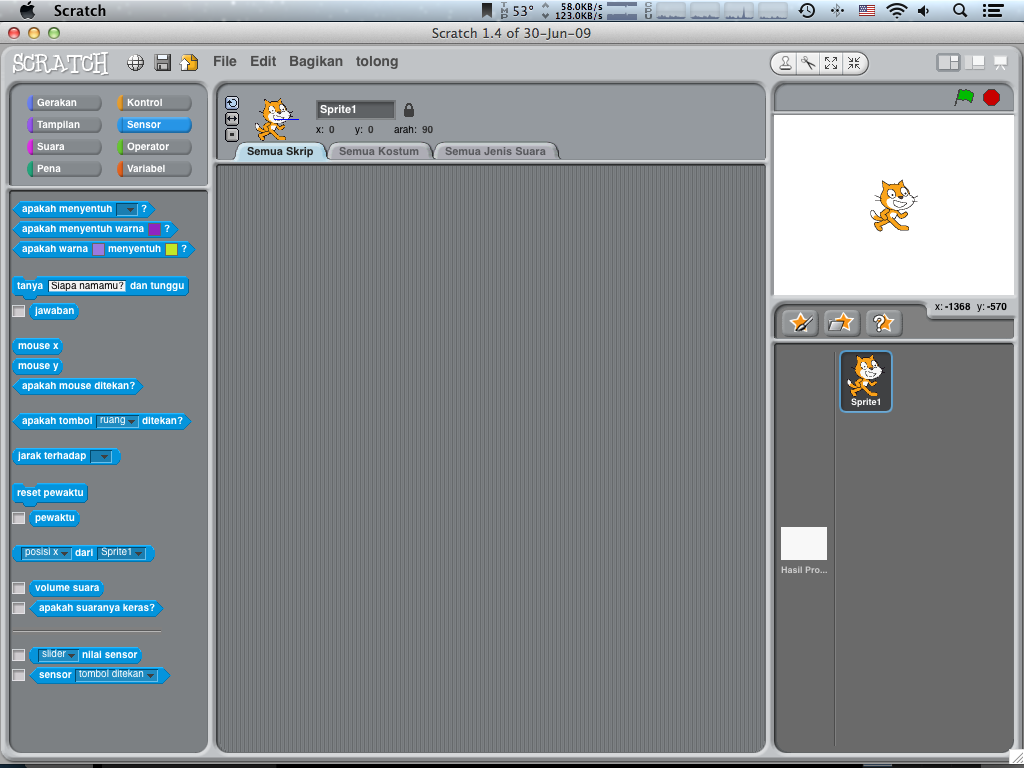 Scratch
TMP 53° 58.0KB/s
123.0KB/s CPU
Scratch 1.4 of 30-Jun-09
SCRATCH File Edit Bagikan tolong
Gerakan Kontrol
Tampilan Sensor
Suara Operator
Pena Variabel
Sprite1
x: 0 y: 0 arah: 90
Semua Skrip Semua Kostum Semua Jenis Suara
apakah menyentuh ?
apakah menyentuh warna ?
apakah warna menyentuh ?
tanya Siapa namamu? dan tunggu
jawaban
mouse x
mouse y
apakah mouse ditekan?
apakah tombol ruang ditekan?
jarak terhadap
reset pewaktu
pewaktu
posisi x dari Sprite1
volume suara
apakah suaranya keras?
slider nilai sensor
sensor tombol ditekan
x: -1368 y: -570
Sprite1
Hasil Pro...